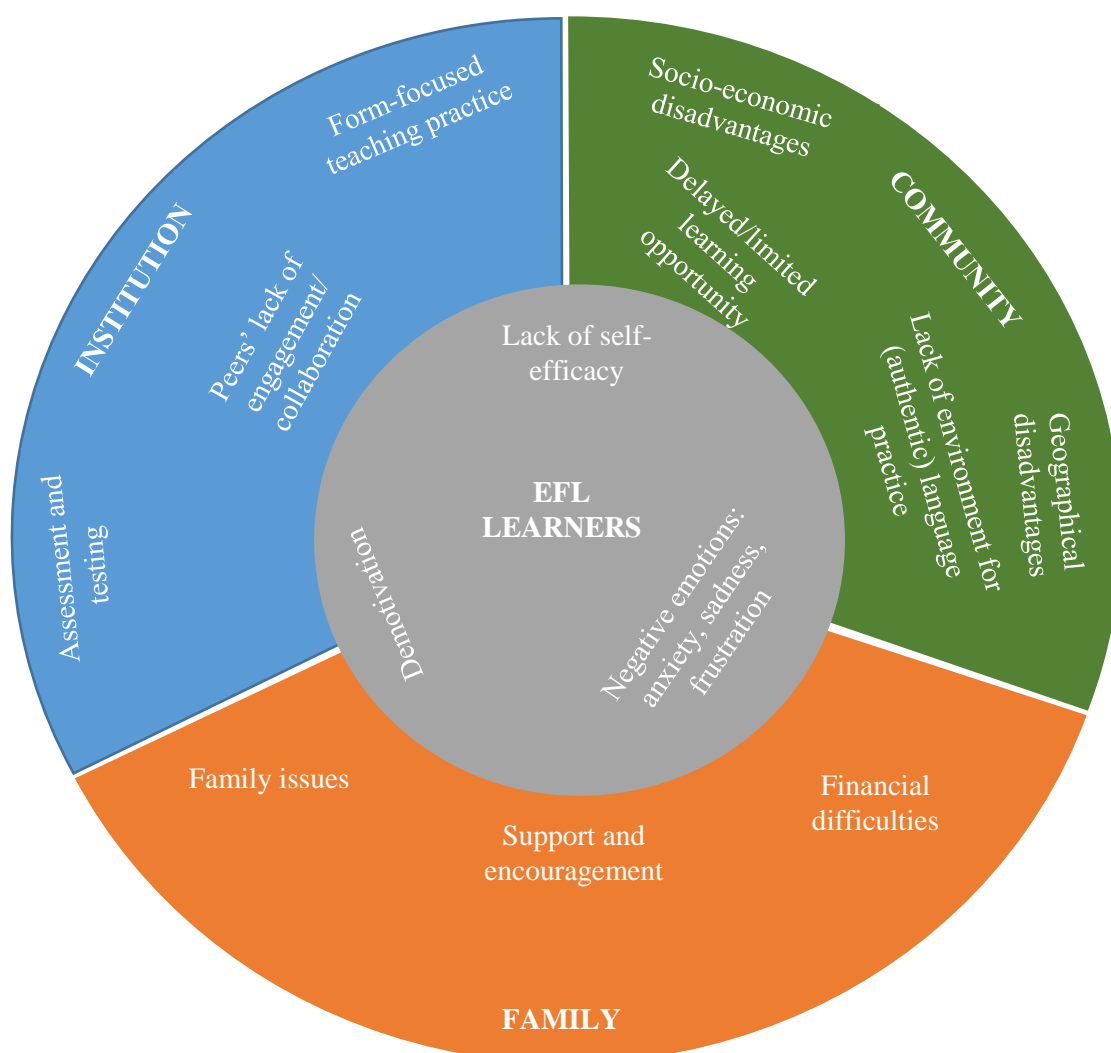 Form-focused
teaching practice
INSTITUTION
Peers’ lack of
engagement/
collaboration
Assessment and
testing
Socio-economic
disadvantages
COMMUNITY
Delayed/limited
learning
opportunity
Lack of environment for
(authentic) language
practice
Geographical
disadvantages
Lack of self-
efficacy
EFL
LEARNERS
Demotivation
Negative emotions:
anxiety, sadness,
frustration
Family issues
Support and
encouragement
Financial
difficulties
FAMILY